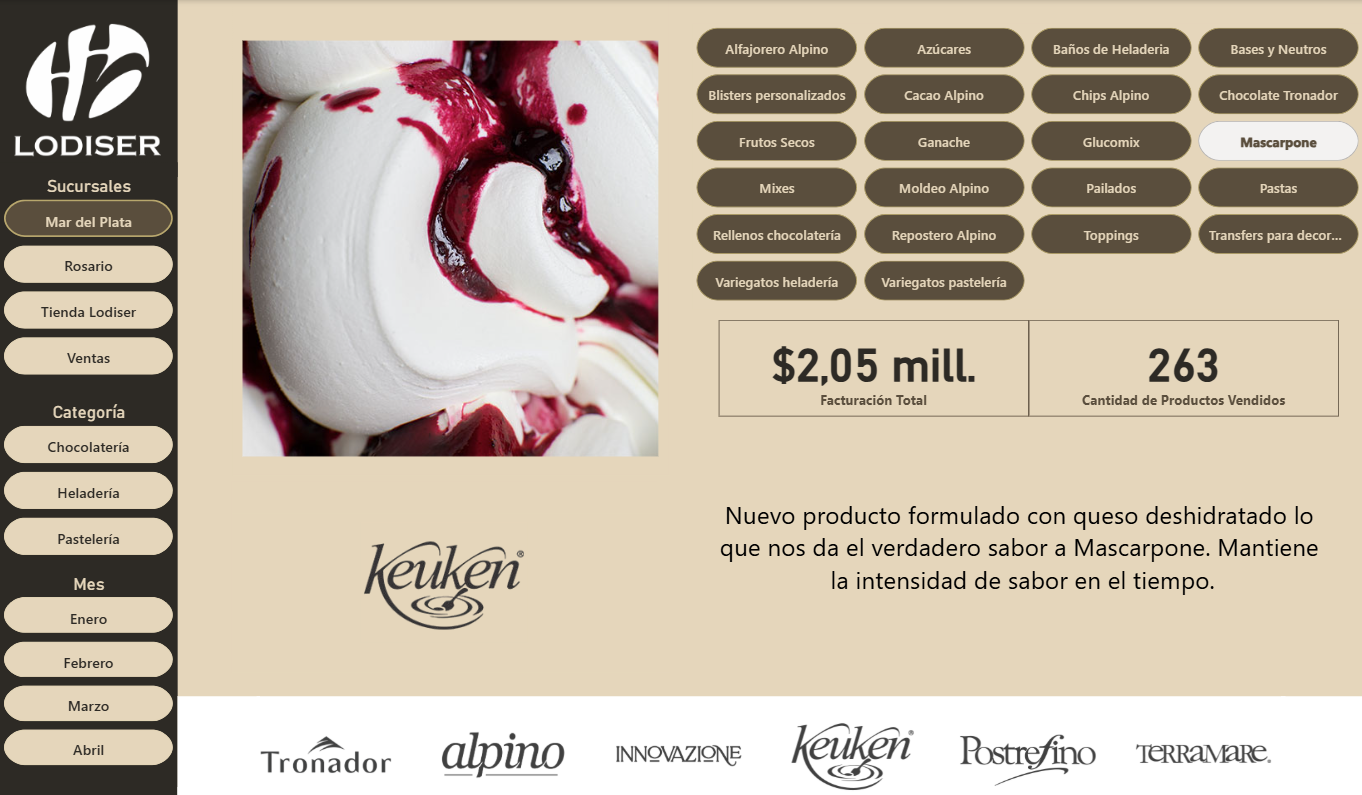 LODISER
Sucursales
Mar del Plata
Rosario
Tienda Lodiser
Ventas
Categoría
Chocolatería
Heladería
Pastelería
Mes
Enero
Febrero
Marzo
Abril
Alfajorero Alpino
Azúcares
Baños de Heladeria
Bases y Neutros
Blisters personalizados
Cacao Alpino
Chips Alpino
Chocolate Tronador
Frutos Secos
Ganache
Glucomix
Mascarpone
Mixes
Moldeo Alpino
Pailados
Pastas
Rellenos chocolatería
Repostero Alpino
Toppings
Transfers para decor...
Variegatos heladería
Variegatos pastelería
$2,05 mill.
Facturación Total
263
Cantidad de Productos Vendidos
Nuevo producto formulado con queso deshidratado lo
que nos da el verdadero sabor a Mascarpone. Mantiene
la intensidad de sabor en el tiempo.
keuken®
Tronador
alpino
INNOVAZIONE
keuken®
Postrefino
TERRAMARE®